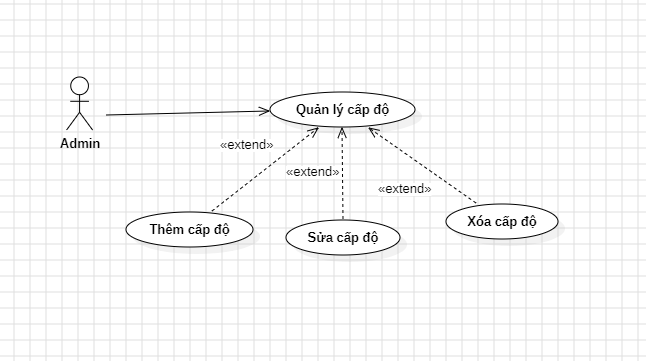 Quản lý cấp độ
Admin
«extend»
«extend»
«extend»
Thêm cấp độ
Sửa cấp độ
Xóa cấp độ